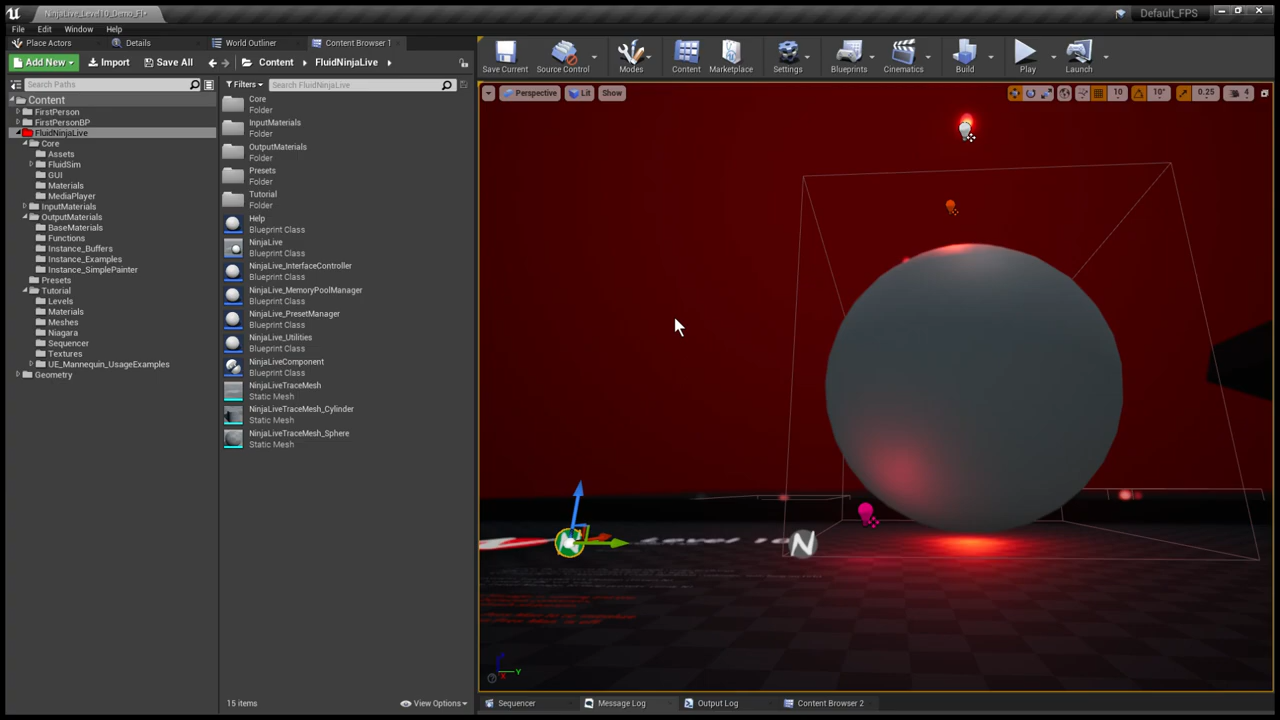 NinjaLive_Level10_Demo_Fl•
Default_FPS
File Edit Window Help
Place Actors Details World Outliner Content Browser 1
Add New Import Save All Content FluidNinjaLive
Search Paths
Filters Search FluidNinjaLive
Content
FirstPerson
FirstPersonBP
FluidNinjaLive
Core
Assets
FluidSim
GUI
Materials
MediaPlayer
InputMaterials
OutputMaterials
BaseMaterials
Functions
Instance_Buffers
Instance_Examples
Instance_SimplePainter
Presets
Tutorial
Levels
Materials
Meshes
Niagara
Sequencer
Textures
UE_Mannequin_UsageExamples
Geometry
Core
Folder
InputMaterials
Folder
OutputMaterials
Folder
Presets
Folder
Tutorial
Folder
Help
Blueprint Class
NinjaLive
Blueprint Class
NinjaLive_InterfaceController
Blueprint Class
NinjaLive_MemoryPoolManager
Blueprint Class
NinjaLive_PresetManager
Blueprint Class
NinjaLive_Utilities
Blueprint Class
NinjaLiveComponent
Blueprint Class
NinjaLiveTraceMesh
Static Mesh
NinjaLiveTraceMesh_Cylinder
Static Mesh
NinjaLiveTraceMesh_Sphere
Static Mesh
15 items View Options
Save Current Source Control Modes Content Marketplace Settings Blueprints Cinematics Build Play Launch
Perspective Lit Show 10 10° 0.25 4
N Level 10 N
Z Y X
Sequencer Message Log Output Log Content Browser 2